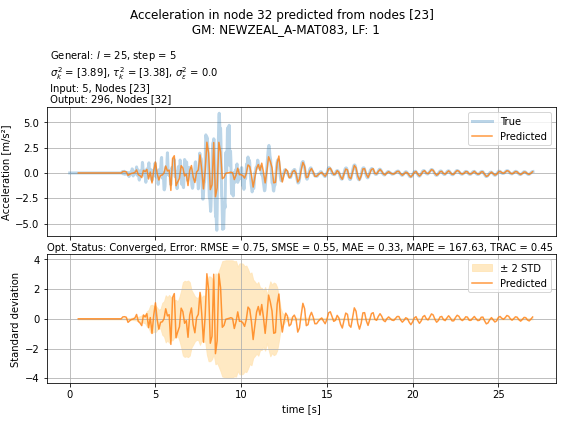 Acceleration in node 32 predicted from nodes [23]
GM: NEWZEAL_A-MAT083, LF: 1
General: l = 25, step = 5
σ²ₖ = [3.89], τ²ₖ = [3.38], σ²ε = 0.0
Input: 5, Nodes [23]
Output: 296, Nodes [32]
Acceleration [m/s²]
5.0
2.5
0.0
−2.5
−5.0
True
Predicted
Opt. Status: Converged, Error: RMSE = 0.75, SMSE = 0.55, MAE = 0.33, MAPE = 167.63, TRAC = 0.45
Standard deviation
4
2
0
−2
−4
± 2 STD
Predicted
0 5 10 15 20 25
time [s]